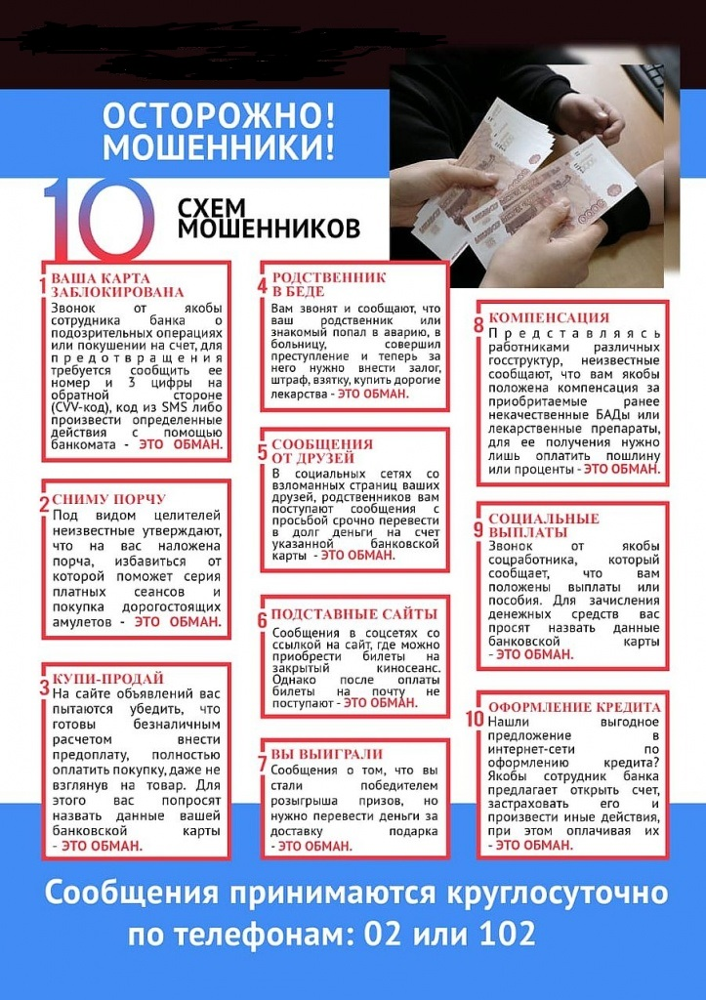 ОСТОРОЖНО!
МОШЕННИКИ!
10
СХЕМ
МОШЕННИКОВ
1
ВАША КАРТА
ЗАБЛОКИРОВАНА
Звонок от якобы
сотрудника банка о
подозрительных операциях
или покушении на счет, для
предотвращения
требуется сообщить ее
номер и 3 цифры на
обратной стороне
(CVV-код), код из SMS либо
произвести определенные
действия с помощью
банкомата - ЭТО ОБМАН.
2
СНИМУ ПОРЧУ
Под видом целителей
неизвестные утверждают,
что на вас наложена
порча, избавиться от
которой поможет серия
платных сеансов и
покупка дорогостоящих
амулетов - ЭТО ОБМАН.
3
КУПИ-ПРОДАЙ
На сайте объявлений вас
пытаются убедить, что
готовы безналичным
расчетом внести
предоплату, полностью
оплатить покупку, даже не
взглянув на товар. Для
этого вас попросят
назвать данные вашей
банковской карты
- ЭТО ОБМАН.
4
РОДСТВЕННИК
В БЕДЕ
Вам звонят и сообщают, что
ваш родственник или
знакомый попал в аварию, в
больницу, совершил
преступление и теперь за
него нужно внести залог,
штраф, взятку, купить дорогие
лекарства - ЭТО ОБМАН.
5
СООБЩЕНИЯ
ОТ ДРУЗЕЙ
В социальных сетях со
взломанных страниц ваших
друзей, родственников вам
поступают сообщения с
просьбой срочно перевести
в долг деньги на счет
указанной банковской
карты - ЭТО ОБМАН.
6
ПОДСТАВНЫЕ САЙТЫ
Сообщения в соцсетях со
ссылкой на сайт, где можно
приобрести билеты на
закрытый киносеанс.
Однако после оплаты
билеты на почту не
поступают - ЭТО ОБМАН.
7
ВЫ ВЫИГРАЛИ
Сообщения о том, что вы
стали победителем
розыгрыша призов, но
нужно перевести деньги за
доставку подарка
- ЭТО ОБМАН.
8
КОМПЕНСАЦИЯ
Представляясь
работниками различных
госструктур, неизвестные
сообщают, что вам якобы
положена компенсация за
приобритаемые ранее
некачественные БАДы или
лекарственные препараты,
для ее получения нужно
лишь оплатить пошлину
или проценты - ЭТО ОБМАН.
9
СОЦИАЛЬНЫЕ
ВЫПЛАТЫ
Звонок от якобы
соцработника, который
сообщает, что вам
положены выплаты или
пособия. Для зачисления
денежных средств вас
просят назвать данные
банковской карты
- ЭТО ОБМАН.
10
ОФОРМЛЕНИЕ КРЕДИТА
Нашли выгодное
предложение в
интернет-сети по
оформлению кредита?
Якобы сотрудник банка
предлагает открыть счет,
застраховать его и
произвести иные действия,
при этом оплачивая их
- ЭТО ОБМАН.
Сообщения принимаются круглосуточно
по телефонам: 02 или 102